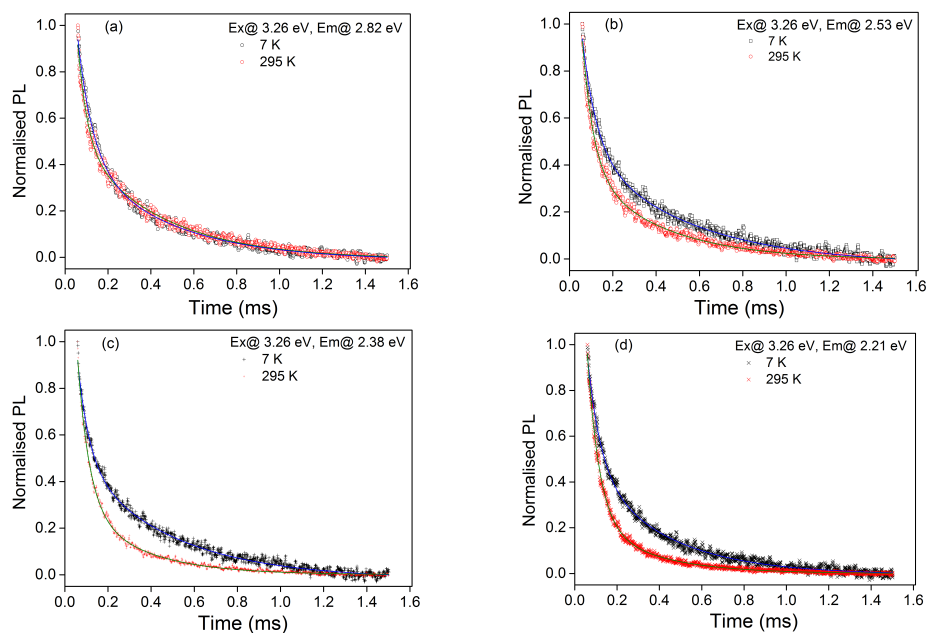 (a)
Ex@ 3.26 eV, Em@ 2.82 eV
7 K
295 K
Normalised PL
1.0
0.8
0.6
0.4
0.2
0.0
0.0 0.2 0.4 0.6 0.8 1.0 1.2 1.4 1.6
Time (ms)
(b)
Ex@ 3.26 eV, Em@ 2.53 eV
7 K
295 K
Normalised PL
1.0
0.8
0.6
0.4
0.2
0.0
0.0 0.2 0.4 0.6 0.8 1.0 1.2 1.4 1.6
Time (ms)
(c)
Ex@ 3.26 eV, Em@ 2.38 eV
7 K
295 K
Normalised PL
1.0
0.8
0.6
0.4
0.2
0.0
0.0 0.2 0.4 0.6 0.8 1.0 1.2 1.4 1.6
Time (ms)
(d)
Ex@ 3.26 eV, Em@ 2.21 eV
7 K
295 K
Normalised PL
1.0
0.8
0.6
0.4
0.2
0.0
0.0 0.2 0.4 0.6 0.8 1.0 1.2 1.4 1.6
Time (ms)